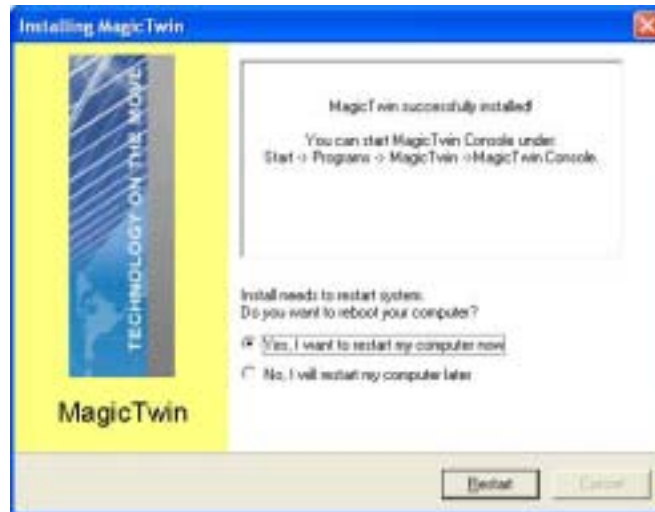 Installing MagicTwin
TECHNOLOGY ON THE MOVE
MagicTwin successfully installed!
You can start MagicTwin Console under:
Start -> Programs -> MagicTwin ->MagicTwin Console.
Install needs to restart system.
Do you want to reboot your computer?
Yes, I want to restart my computer now
No, I will restart my computer later
MagicTwin
Restart
Cancel